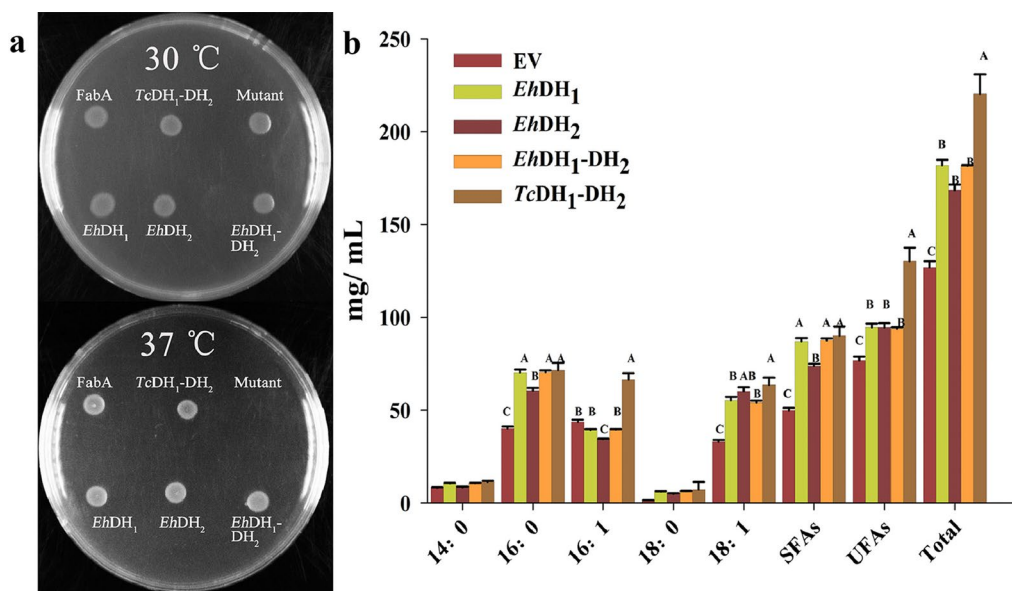 a
30 ℃
FabA TcDH₁-DH₂ Mutant
EhDH₁ EhDH₂ EhDH₁-
DH₂
37 ℃
FabA TcDH₁-DH₂ Mutant
EhDH₁ EhDH₂ EhDH₁-
DH₂
b
mg/ mL
250
200
150
100
50
0
EV
EhDH₁
EhDH₂
EhDH₁-DH₂
TcDH₁-DH₂
C A B A A
B B C B A
C B AB B A
C A B A A
C B B B A
C B B B A
14: 0
16: 0
16: 1
18: 0
18: 1
SFAs
UFAs
Total